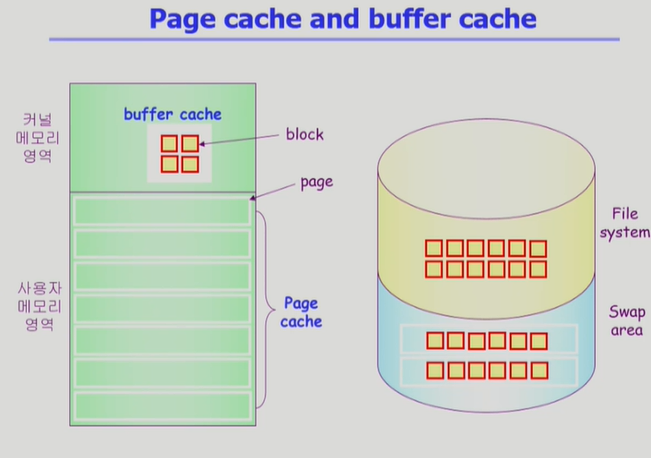 Page cache and buffer cache
커널
메모리
영역
buffer cache
block
page
사용자
메모리
영역
Page
cache
File
system
Swap
area